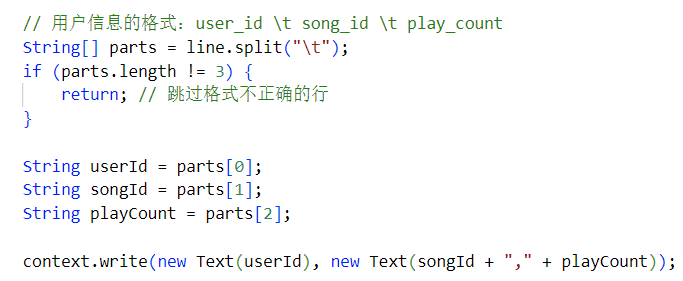 // 用户信息的格式：user_id \t song_id \t play_count
String[] parts = line.split("\t");
if (parts.length != 3) {
    return; // 跳过格式不正确的行
}

String userId = parts[0];
String songId = parts[1];
String playCount = parts[2];

context.write(new Text(userId), new Text(songId + "," + playCount));